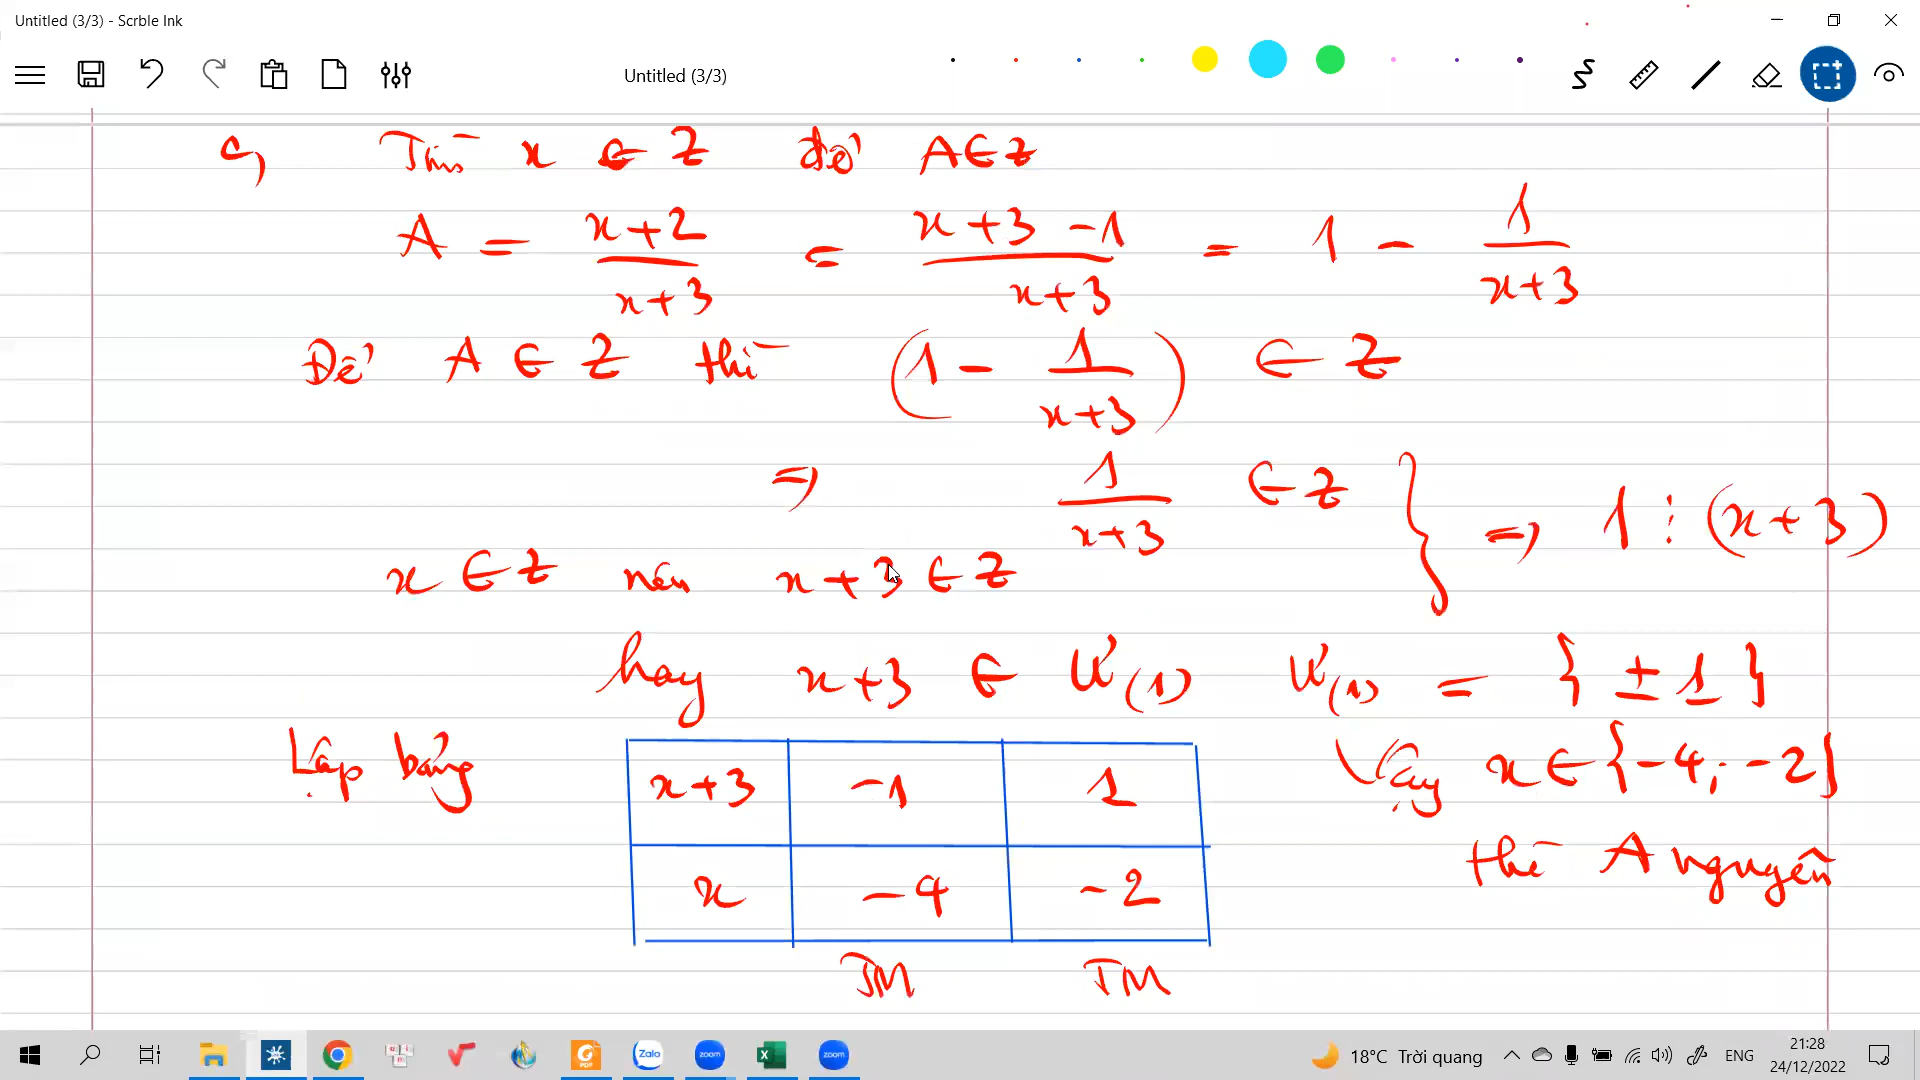 Untitled (3/3) - Scrble Ink
Untitled (3/3)
c, Tìm x ∈ Z để A ∈ Z
A = x+2 / x+3 = x+3 -1 / x+3 = 1 - 1 / x+3
Để A ∈ Z thì (1 - 1 / x+3) ∈ Z
=> 1 / x+3 ∈ Z } => 1 ⋮ (x+3)
x ∈ Z nên x+3 ∈ Z
hay x+3 ∈ Ư(1) Ư(1) = { ±1 }
Lập bảng
x+3 -1 1
x -4 -2
TM TM
Vậy x ∈ {-4; -2}
thì A nguyên
Zalo zoom zoom
18°C Trời quang ENG 21:28
24/12/2022